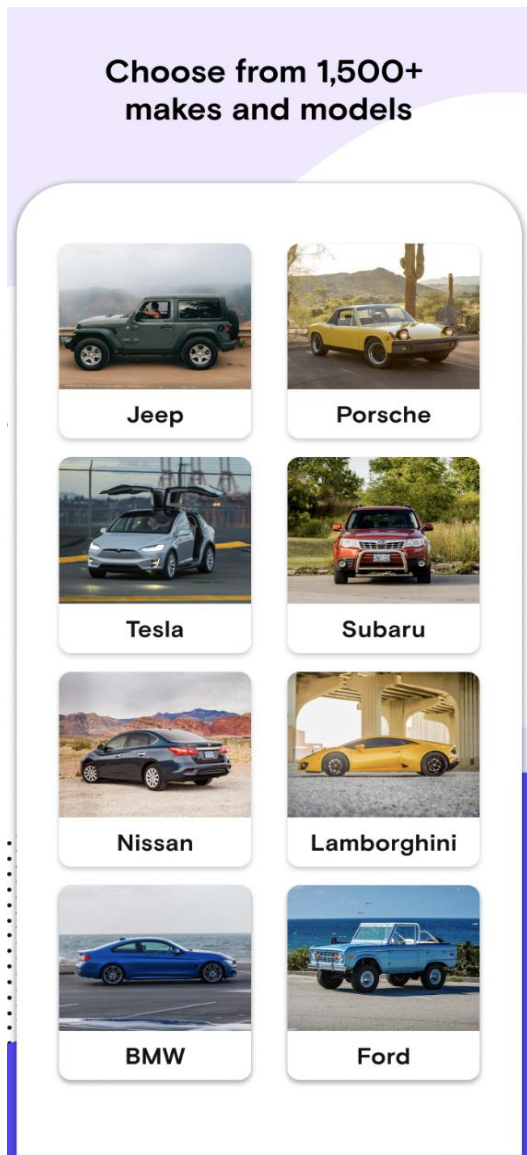 Choose from 1,500+
makes and models
Jeep
Porsche
Tesla
Subaru
Nissan
Lamborghini
BMW
Ford